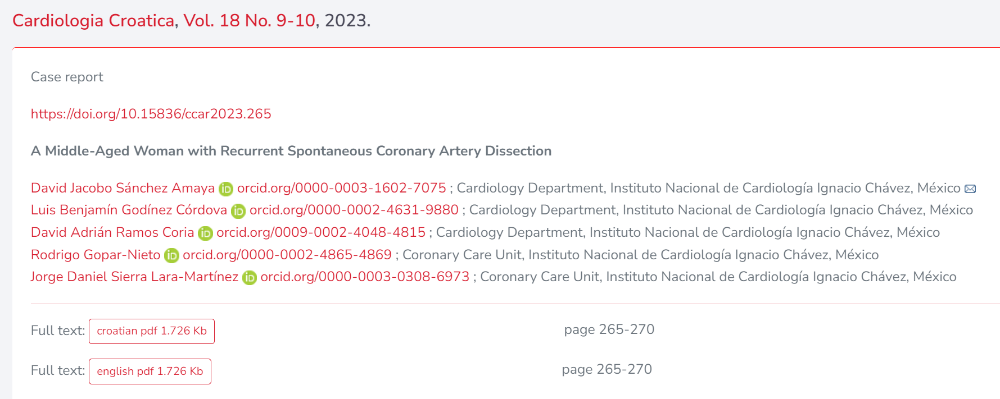 Cardiologia Croatica, Vol. 18 No. 9-10, 2023.
Case report
https://doi.org/10.15836/ccar2023.265
A Middle-Aged Woman with Recurrent Spontaneous Coronary Artery Dissection
David Jacobo Sánchez Amaya iD orcid.org/0000-0003-1602-7075 ; Cardiology Department, Instituto Nacional de Cardiología Ignacio Chávez, México
Luis Benjamín Godínez Córdova iD orcid.org/0000-0002-4631-9880 ; Cardiology Department, Instituto Nacional de Cardiología Ignacio Chávez, México
David Adrián Ramos Coria iD orcid.org/0009-0002-4048-4815 ; Cardiology Department, Instituto Nacional de Cardiología Ignacio Chávez, México
Rodrigo Gopar-Nieto iD orcid.org/0000-0002-4865-4869 ; Coronary Care Unit, Instituto Nacional de Cardiología Ignacio Chávez, México
Jorge Daniel Sierra Lara-Martínez iD orcid.org/0000-0003-0308-6973 ; Coronary Care Unit, Instituto Nacional de Cardiología Ignacio Chávez, México
Full text: croatian pdf 1.726 Kb page 265-270
Full text: english pdf 1.726 Kb page 265-270